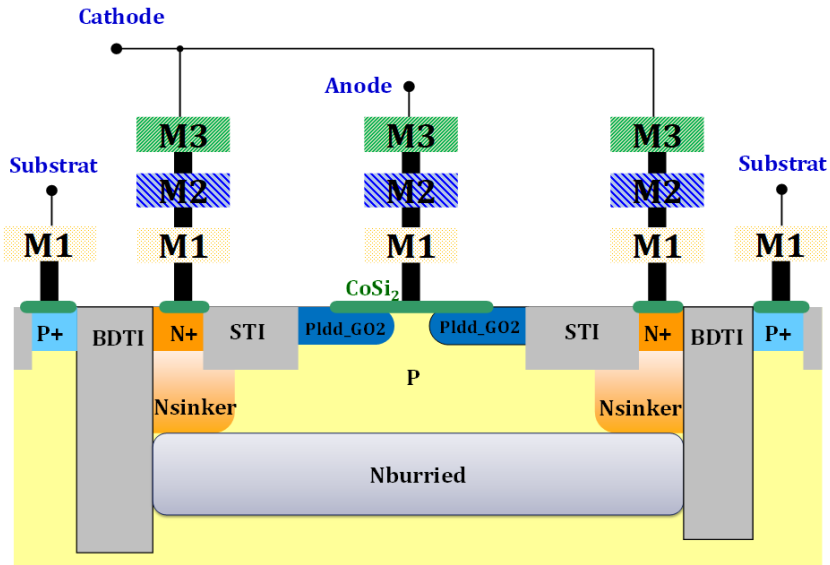 Cathode
Anode
M3 M3 M3
Substrat Substrat
M2 M2 M2
M1 M1 M1 M1 M1
CoSi₂
P+ BDTI N+ STI Pldd_GO2 Pldd_GO2 STI N+ BDTI P+
P
Nsinker Nsinker
Nburried